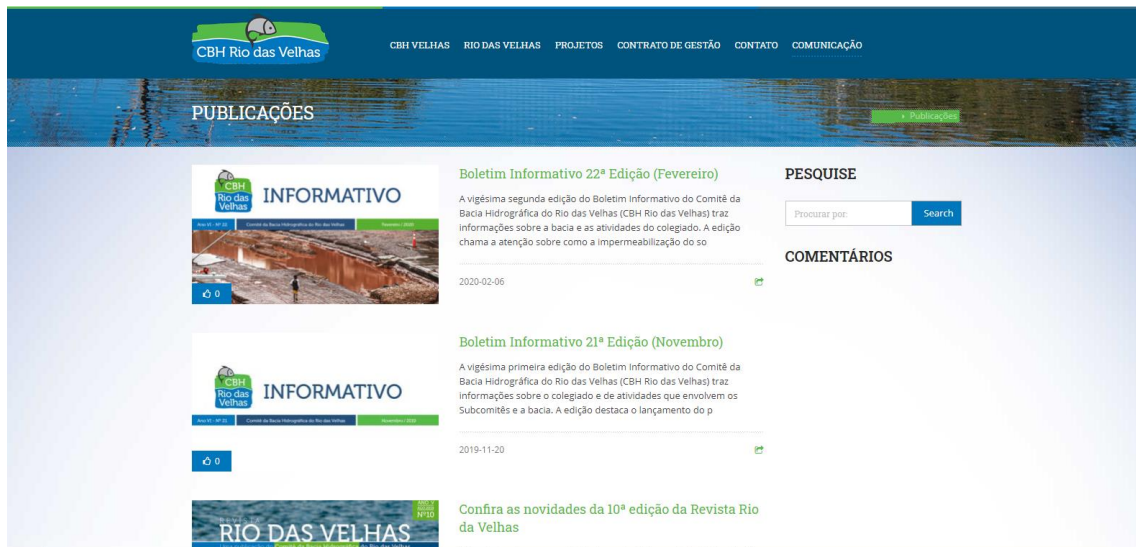 CBH Rio das Velhas
CBH VELHAS RIO DAS VELHAS PROJETOS CONTRATO DE GESTÃO CONTATO COMUNICAÇÃO
PUBLICAÇÕES
Publicações
CBH
Rio das
Velhas
INFORMATIVO
Ano VI - Nº 22 Comitê da Bacia Hidrográfica do Rio das Velhas Fevereiro / 2020
0
Boletim Informativo 22ª Edição (Fevereiro)
A vigésima segunda edição do Boletim Informativo do Comitê da
Bacia Hidrográfica do Rio das Velhas (CBH Rio das Velhas) traz
informações sobre a bacia e as atividades do colegiado. A edição
chama a atenção sobre como a impermeabilização do so
2020-02-06
PESQUISE
Procurar por:
Search
COMENTÁRIOS
CBH
Rio das
Velhas
INFORMATIVO
Comitê da Bacia Hidrográfica do Rio das Velhas
0
Boletim Informativo 21ª Edição (Novembro)
A vigésima primeira edição do Boletim Informativo do Comitê da
Bacia Hidrográfica do Rio das Velhas (CBH Rio das Velhas) traz
informações sobre o colegiado e de atividades que envolvem os
Subcomitês e a bacia. A edição destaca o lançamento do p
2019-11-20
Nº10
RIO DAS VELHAS
Confira as novidades da 10ª edição da Revista Rio
da Velhas